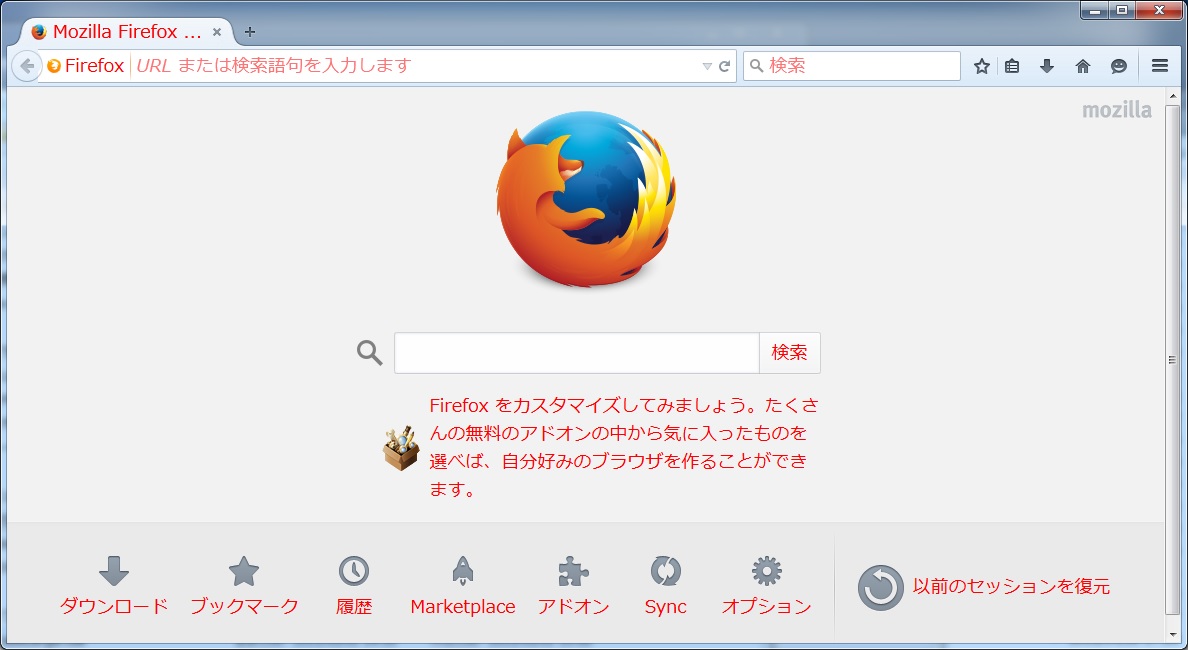 Mozilla Firefox ...
Firefox
URL または検索語句を入力します
検索
mozilla
検索
Firefox をカスタマイズしてみましょう。たくさ
んの無料のアドオンの中から気に入ったものを
選べば、自分好みのブラウザを作ることができ
ます。
ダウンロード
ブックマーク
履歴
Marketplace
アドオン
Sync
オプション
以前のセッションを復元